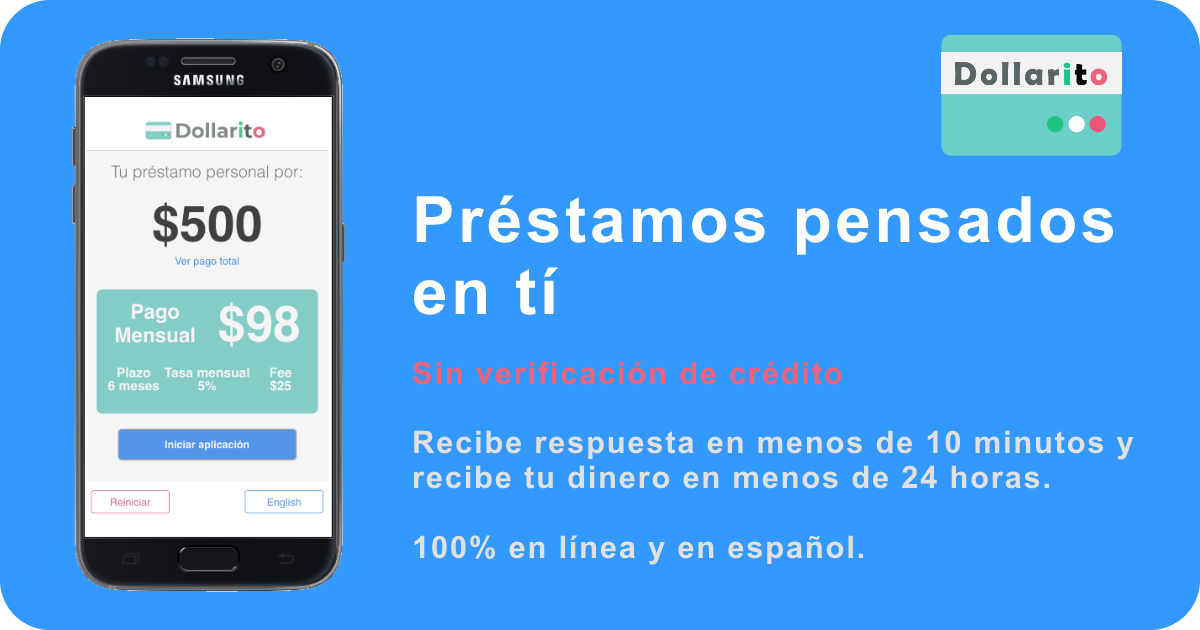 SAMSUNG
Dollarito
Tu préstamo personal por:
$500
Ver pago total
Pago
Mensual
$98
Plazo
6 meses
Tasa mensual
5%
Fee
$25
Iniciar aplicación
Reiniciar
English
Dollarito
Préstamos pensados
en tí
Sin verificación de crédito
Recibe respuesta en menos de 10 minutos y
recibe tu dinero en menos de 24 horas.
100% en línea y en español.